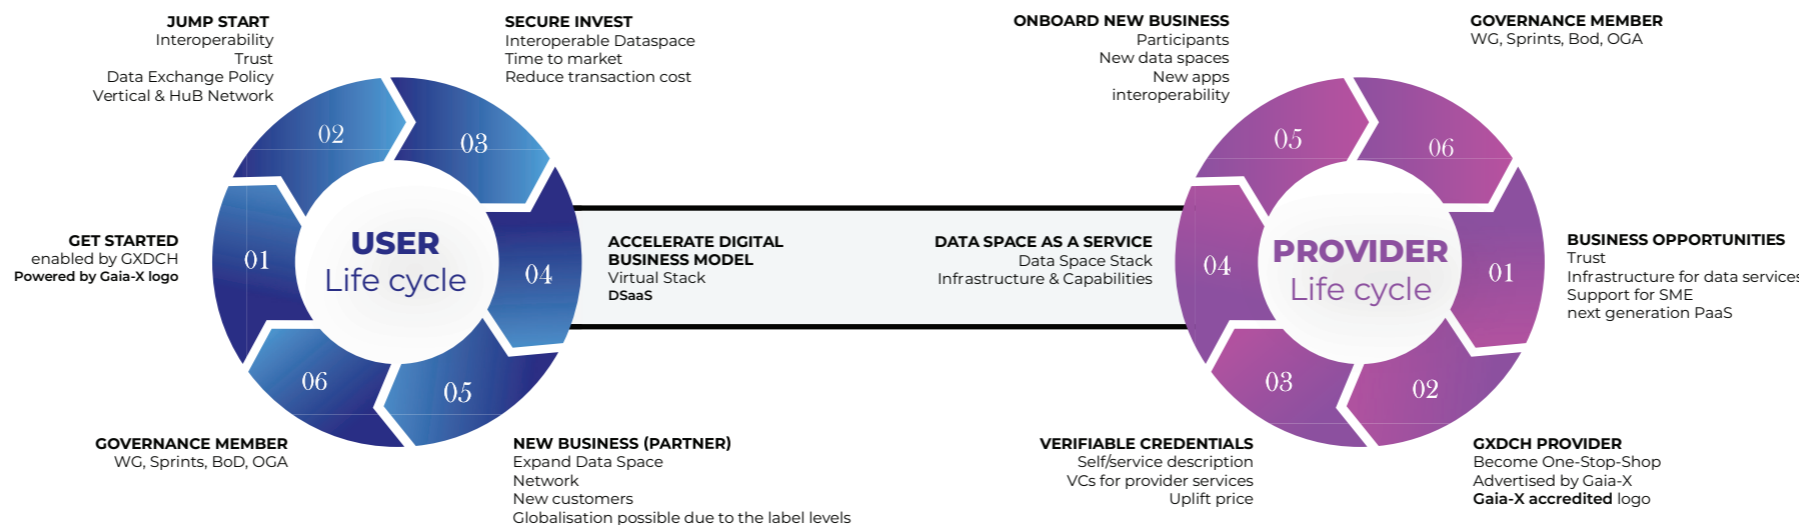 JUMP START
Interoperability
Trust
Data Exchange Policy
Vertical & HuB Network
SECURE INVEST
Interoperable Dataspace
Time to market
Reduce transaction cost
02
03
GET STARTED
enabled by GXDCH
Powered by Gaia-X logo
01
USER
Life cycle
04
ACCELERATE DIGITAL
BUSINESS MODEL
Virtual Stack
DSaaS
06
05
GOVERNANCE MEMBER
WG, Sprints, BoD, OGA
NEW BUSINESS (PARTNER)
Expand Data Space
Network
New customers
Globalisation possible due to the label levels
ONBOARD NEW BUSINESS
Participants
New data spaces
New apps
interoperability
GOVERNANCE MEMBER
WG, Sprints, Bod, OGA
05
06
DATA SPACE AS A SERVICE
Data Space Stack
Infrastructure & Capabilities
04
PROVIDER
Life cycle
01
BUSINESS OPPORTUNITIES
Trust
Infrastructure for data services
Support for SME
next generation PaaS
03
02
VERIFIABLE CREDENTIALS
Self/service description
VCs for provider services
Uplift price
GXDCH PROVIDER
Become One-Stop-Shop
Advertised by Gaia-X
Gaia-X accredited logo